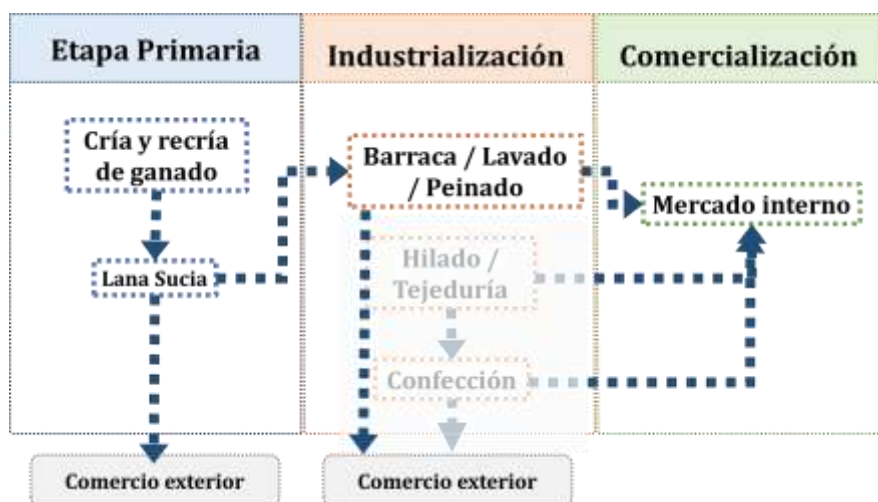 Etapa Primaria
Industrialización
Comercialización
Cría y recría
de ganado
Lana Sucia
Barraca / Lavado
/ Peinado
Hilado /
Tejeduría
Confección
Mercado interno
Comercio exterior
Comercio exterior